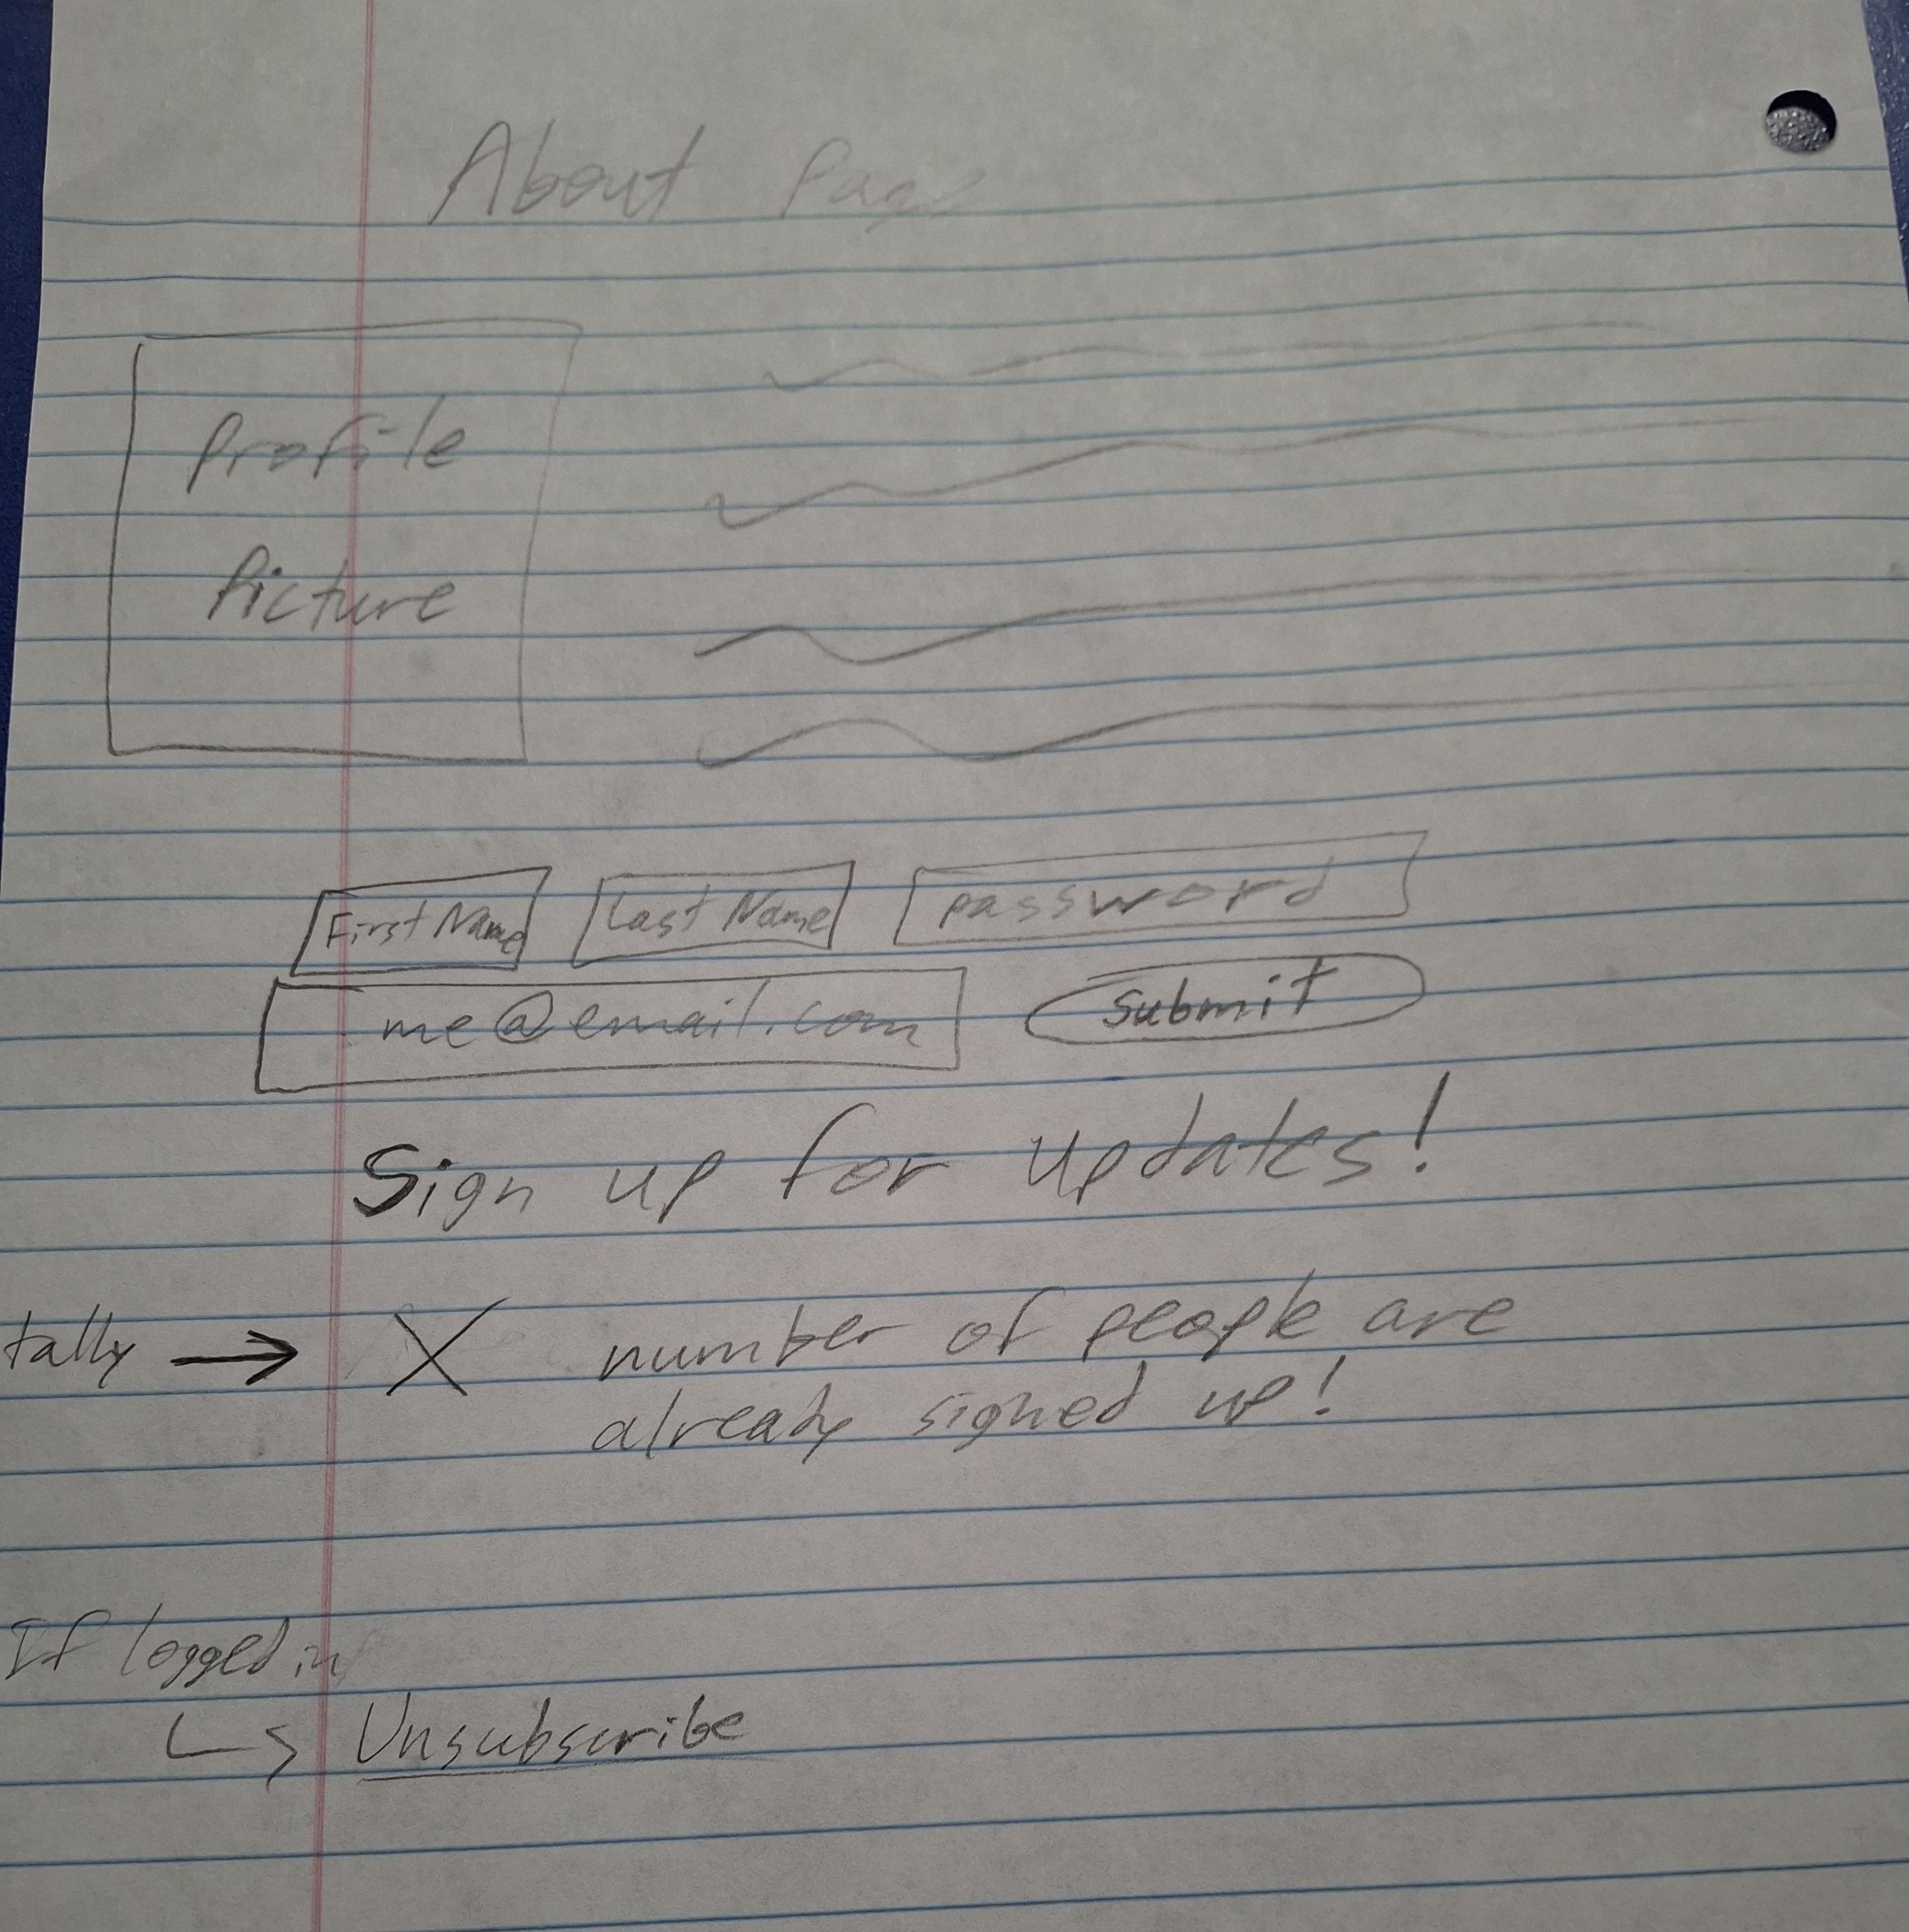 About Page
Profile
Picture
First Name Last Name password
me@email.com Submit
Sign up for updates!
tally → X number of people are
already signed up!
If logged in
↳ Unsubscribe